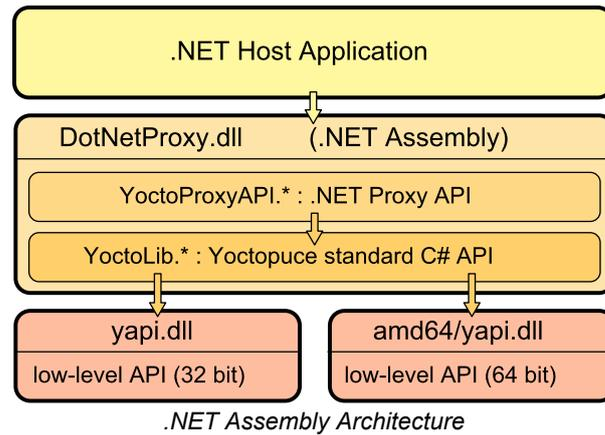 .NET Host Application
DotNetProxy.dll (.NET Assembly)
YoctoProxyAPI.* : .NET Proxy API
YoctoLib.* : Yoctopuce standard C# API
yapi.dll
low-level API (32 bit)
amd64/yapi.dll
low-level API (64 bit)
.NET Assembly Architecture